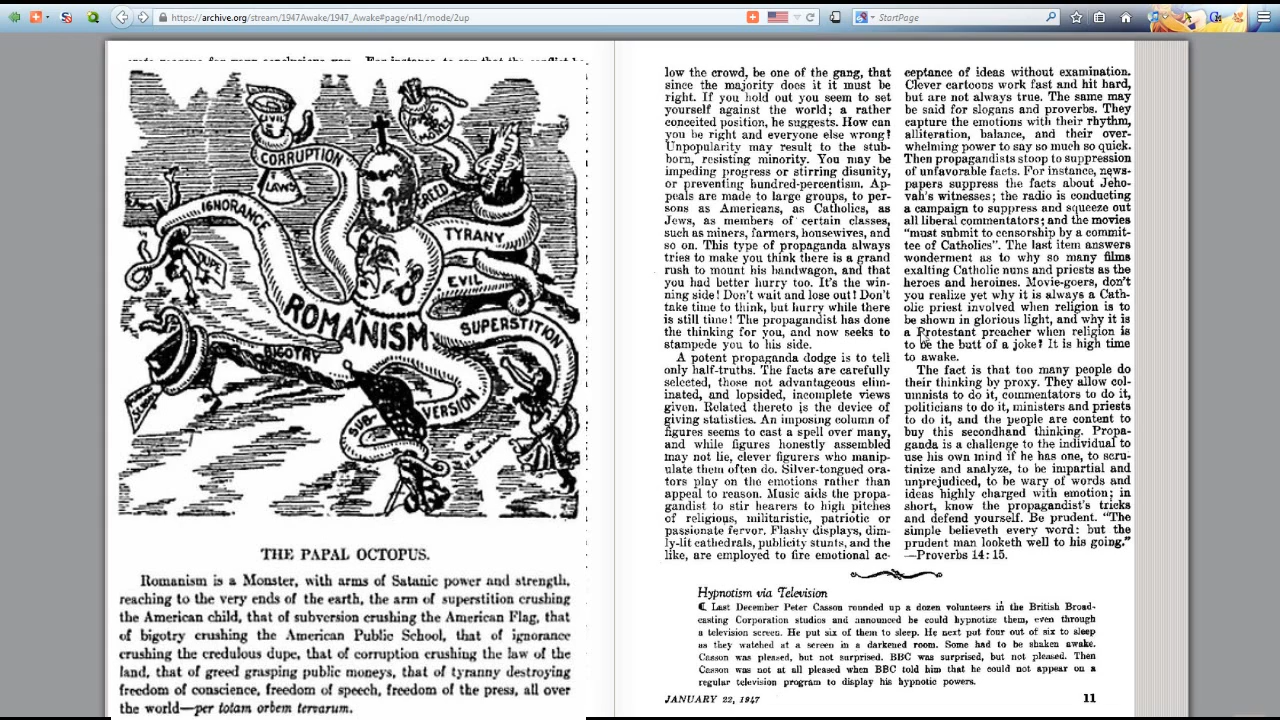 https://archive.org/stream/1947Awake/1947_Awake#page/n41/mode/2up
StartPage
CIVIL
CORRUPTION
LAWS
GREED
IGNORANCE
TYRANY
DUPE
EVIL
ROMANISM
SUPERSTITION
BIGOTRY
SUB-
VERSION
THE PAPAL OCTOPUS.
Romanism is a Monster, with arms of Satanic power and strength,
reaching to the very ends of the earth, the arm of superstition crushing
the American child, that of subversion crushing the American Flag, that
of bigotry crushing the American Public School, that of ignorance
crushing the credulous dupe, that of corruption crushing the law of the
land, that of greed grasping public moneys, that of tyranny destroying
freedom of conscience, freedom of speech, freedom of the press, all over
the world—per totam orbem terrarum.
low the crowd, be one of the gang, that
since the majority does it it must be
right. If you hold out you seem to set
yourself against the world; a rather
conceited position, he suggests. How can
you be right and everyone else wrong?
Unpopularity may result to the stub-
born, resisting minority. You may be
impeding progress or stirring disunity,
or preventing hundred-percentism. Ap-
peals are made to large groups, to per-
sons as Americans, as Catholics, as
Jews, as members of certain classes,
such as miners, farmers, housewives, and
so on. This type of propaganda always
tries to make you think there is a grand
rush to mount his bandwagon, and that
you had better hurry too. It's the win-
ning side! Don't wait and lose out! Don't
take time to think, but hurry while there
is still time! The propagandist has done
the thinking for you, and now seeks to
stampede you to his side.
A potent propaganda dodge is to tell
only half-truths. The facts are carefully
selected, those not advantageous elim-
inated, and lopsided, incomplete views
given. Related thereto is the device of
giving statistics. An imposing column of
figures seems to cast a spell over many,
and while figures honestly assembled
may not lie, clever figurers who manip-
ulate them often do. Silver-tongued ora-
tors play on the emotions rather than
appeal to reason. Music aids the propa-
gandist to stir hearers to high pitches
of religious, militaristic, patriotic or
passionate fervor. Flashy displays, dim-
ly-lit cathedrals, publicity stunts, and the
like, are employed to fire emotional ac-
ceptance of ideas without examination.
Clever cartoons work fast and hit hard,
but are not always true. The same may
be said for slogans and proverbs. They
capture the emotions with their rhythm,
alliteration, balance, and their over-
whelming power to say so much so quick.
Then propagandists stoop to suppression
of unfavorable facts. For instance, news-
papers suppress the facts about Jeho-
vah's witnesses; the radio is conducting
a campaign to suppress and squeeze out
all liberal commentators; and the movies
"must submit to censorship by a commit-
tee of Catholics". The last item answers
wonderment as to why so many films
exalting Catholic nuns and priests as the
heroes and heroines. Movie-goers, don't
you realize yet why it is always a Cath-
olic priest involved when religion is to
be shown in glorious light, and why it is
a Protestant preacher when religion is
to be the butt of a joke? It is high time
to awake.
The fact is that too many people do
their thinking by proxy. They allow col-
umnists to do it, commentators to do it,
politicians to do it, ministers and priests
to do it, and the people are content to
buy this secondhand thinking. Propa-
ganda is a challenge to the individual to
use his own mind if he has one, to scru-
tinize and analyze, to be impartial and
unprejudiced, to be wary of words and
ideas highly charged with emotion; in
short, know the propagandist's tricks
and defend yourself. Be prudent. "The
simple believeth every word: but the
prudent man looketh well to his going."
—Proverbs 14:15.
Hypnotism via Television
¶ Last December Peter Casson rounded up a dozen volunteers in the British Broad-
casting Corporation studios and announced he could hypnotize them, even through
a television screen. He put six of them to sleep. He next put four out of six to sleep
as they watched at a screen in a darkened room. Some had to be shaken awake.
Casson was pleased, but not surprised. BBC was surprised, but not pleased. Then
Casson was not at all pleased when BBC told him that he could not appear on a
regular television program to display his hypnotic powers.
JANUARY 22, 1947
11